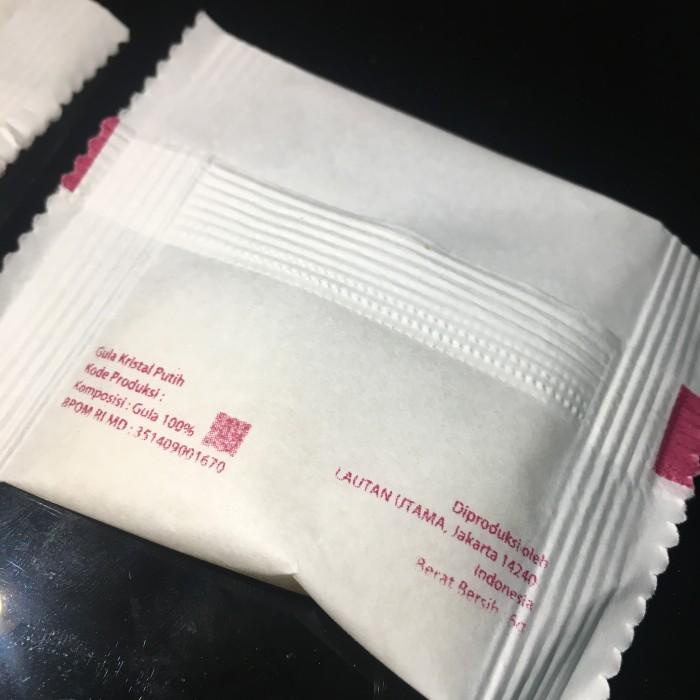 Gula Kristal Putih
Kode Produksi :
Komposisi : Gula 100%
BPOM RI MD : 351409001670
Diproduksi oleh
LAUTAN UTAMA, Jakarta 14240
Indonesia
Berat Bersih : 6g